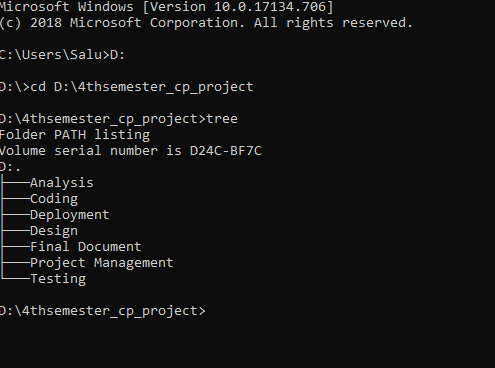 Microsoft Windows [Version 10.0.17134.706]
(c) 2018 Microsoft Corporation. All rights reserved.
C:\Users\Salu>D:
D:\>cd D:\4thsemester_cp_project
D:\4thsemester_cp_project>tree
Folder PATH listing
Volume serial number is D24C-BF7C
D:.
├───Analysis
├───Coding
├───Deployment
├───Design
├───Final Document
├───Project Management
└───Testing
D:\4thsemester_cp_project>